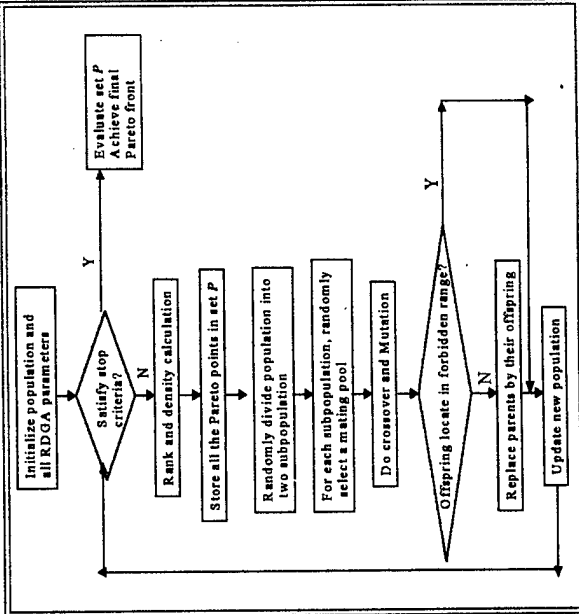 Initialize population and
all RDGA parameters
Satisfy stop
criteria?
Y
Evaluate set P
Achieve final
Pareto front
N
Rank and density calculation
Store all the Pareto points in set P
Randomly divide population into
two subpopulation
For each subpopulation, randomly
select a mating pool
Do crossover and Mutation
Offspring locate in forbidden range?
Y
N
Replace parents by their offspring
Update new population